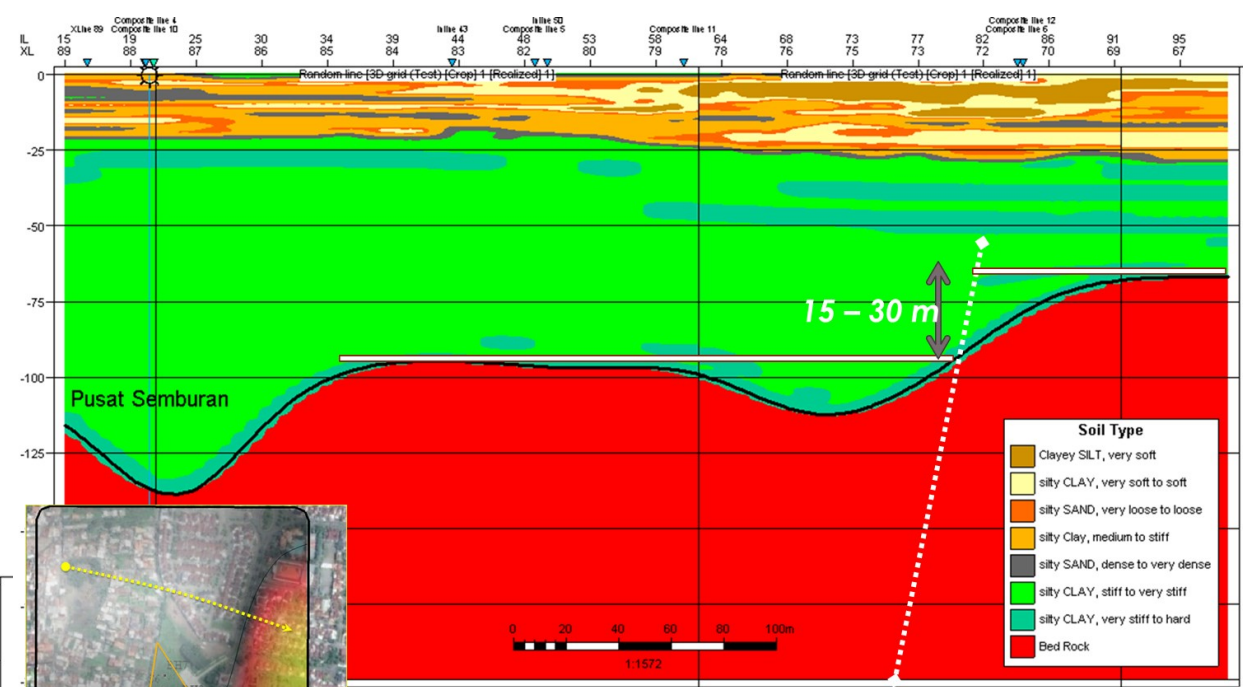 Composite line 4
Inline 50
Composite line 12
XLine 89 Composite line 10
Inline 43
Composite line 5
Composite line 11
Composite line 6
IL 15 19 25 30 34 39 44 48 53 58 64 68 73 77 82 86 91 95
XL 89 88 87 86 85 84 83 82 80 79 78 76 75 73 72 70 69 67
0
Random line [3D grid (Test) [Crop] 1 [Realized] 1]
Random line [3D grid (Test) [Crop] 1 [Realized] 1]
-25
-50
-75
15 – 30 m
-100
Pusat Semburan
-125
Soil Type
Clayey SILT, very soft
silty CLAY, very soft to soft
silty SAND, very loose to loose
silty Clay, medium to stiff
silty SAND, dense to very dense
silty CLAY, stiff to very stiff
silty CLAY, very stiff to hard
Bed Rock
0 20 40 60 80 100m
1:1572